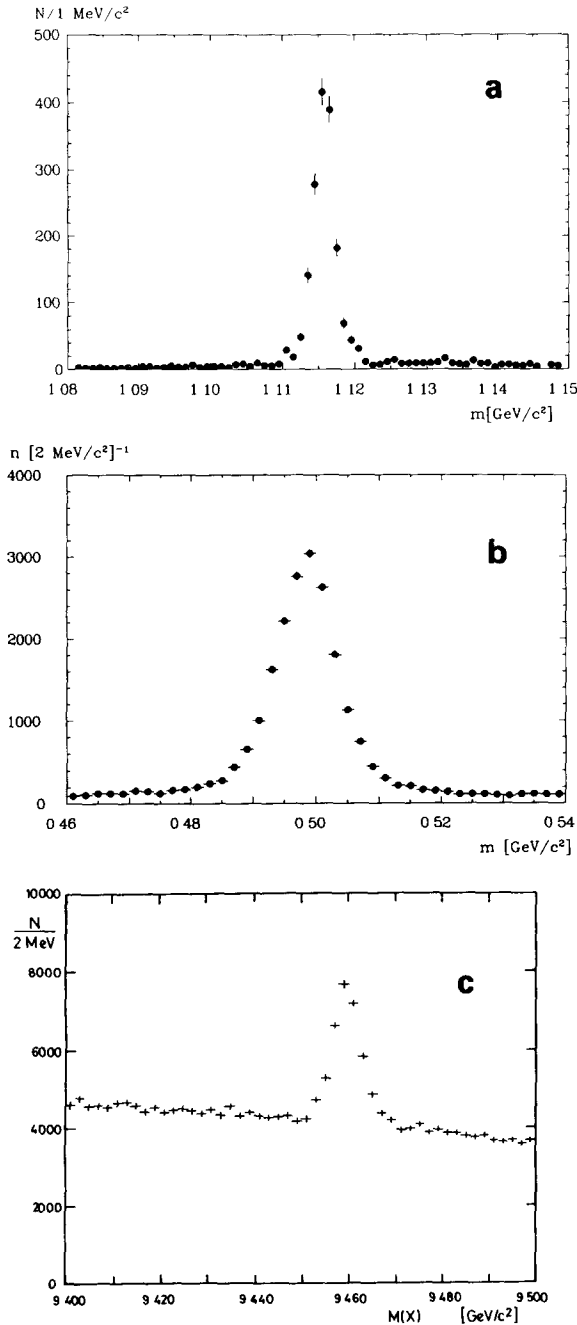 N/1 MeV/c²
500
400
300
200
100
0
a
1 08 1 09 1 10 1 11 1 12 1 13 1 14 1 15
m[GeV/c²]
n [2 MeV/c²]⁻¹
4000
3000
2000
1000
0
b
0 46 0 48 0 50 0 52 0 54
m [GeV/c²]
10000
N
2 MeV
8000
6000
4000
2000
0
c
9 400 9 420 9 440 9 460 9 480 9 500
M(X) [GeV/c²]